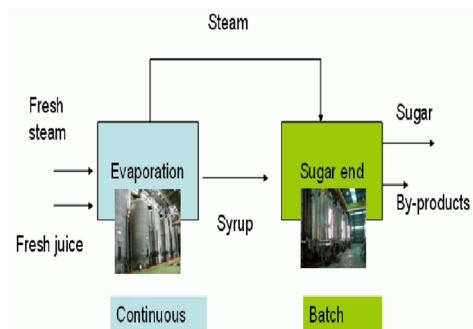 Steam
Fresh
steam
Evaporation
Fresh juice
Syrup
Sugar end
Sugar
By-products
Continuous
Batch